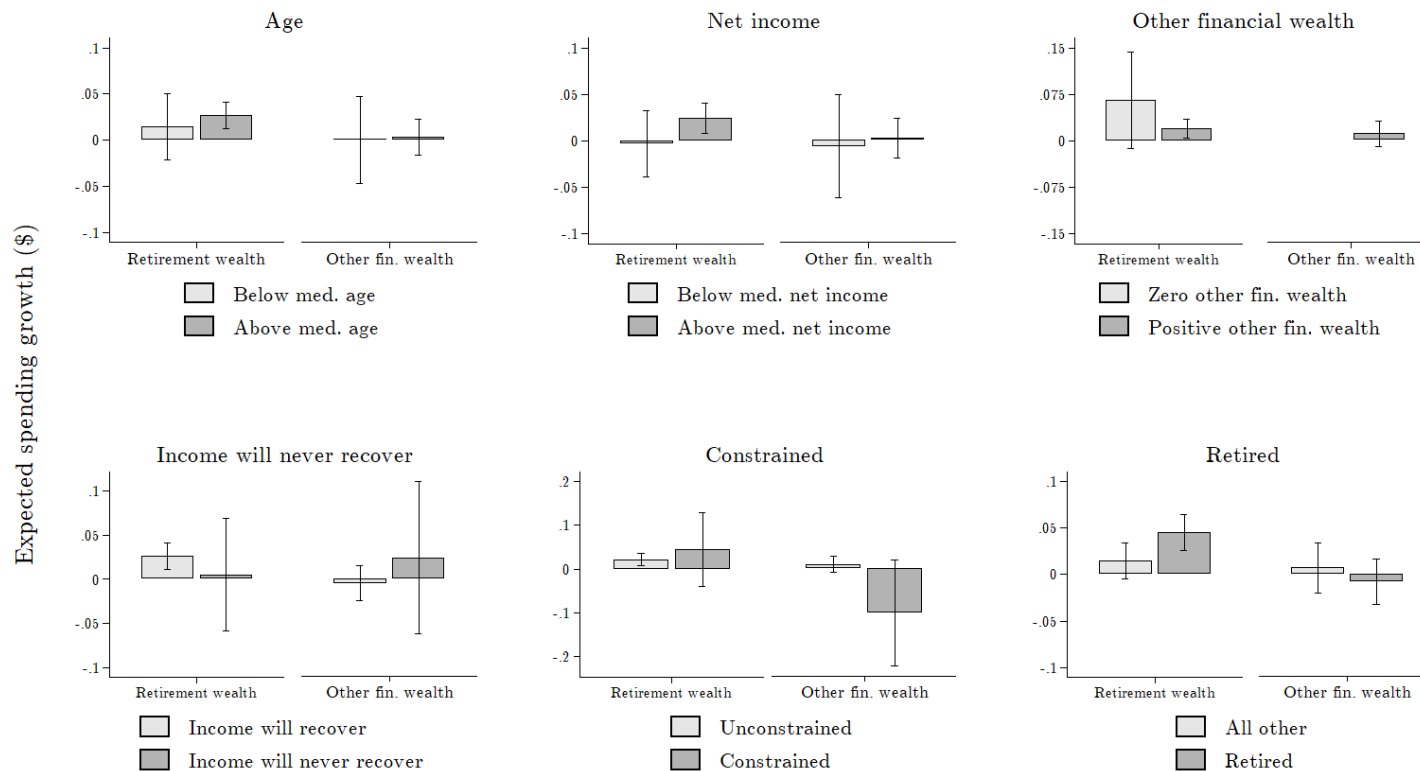 Expected spending growth ($)
Age
.1
.05
0
-.05
-.1
Retirement wealth
Other fin. wealth
Below med. age
Above med. age
Net income
.1
.05
0
-.05
-.1
Retirement wealth
Other fin. wealth
Below med. net income
Above med. net income
Other financial wealth
.15
.075
0
-.075
-.15
Retirement wealth
Other fin. wealth
Zero other fin. wealth
Positive other fin. wealth
Income will never recover
.1
.05
0
-.05
-.1
Retirement wealth
Other fin. wealth
Income will recover
Income will never recover
Constrained
.2
.1
0
-.1
-.2
Retirement wealth
Other fin. wealth
Unconstrained
Constrained
Retired
.1
.05
0
-.05
-.1
Retirement wealth
Other fin. wealth
All other
Retired